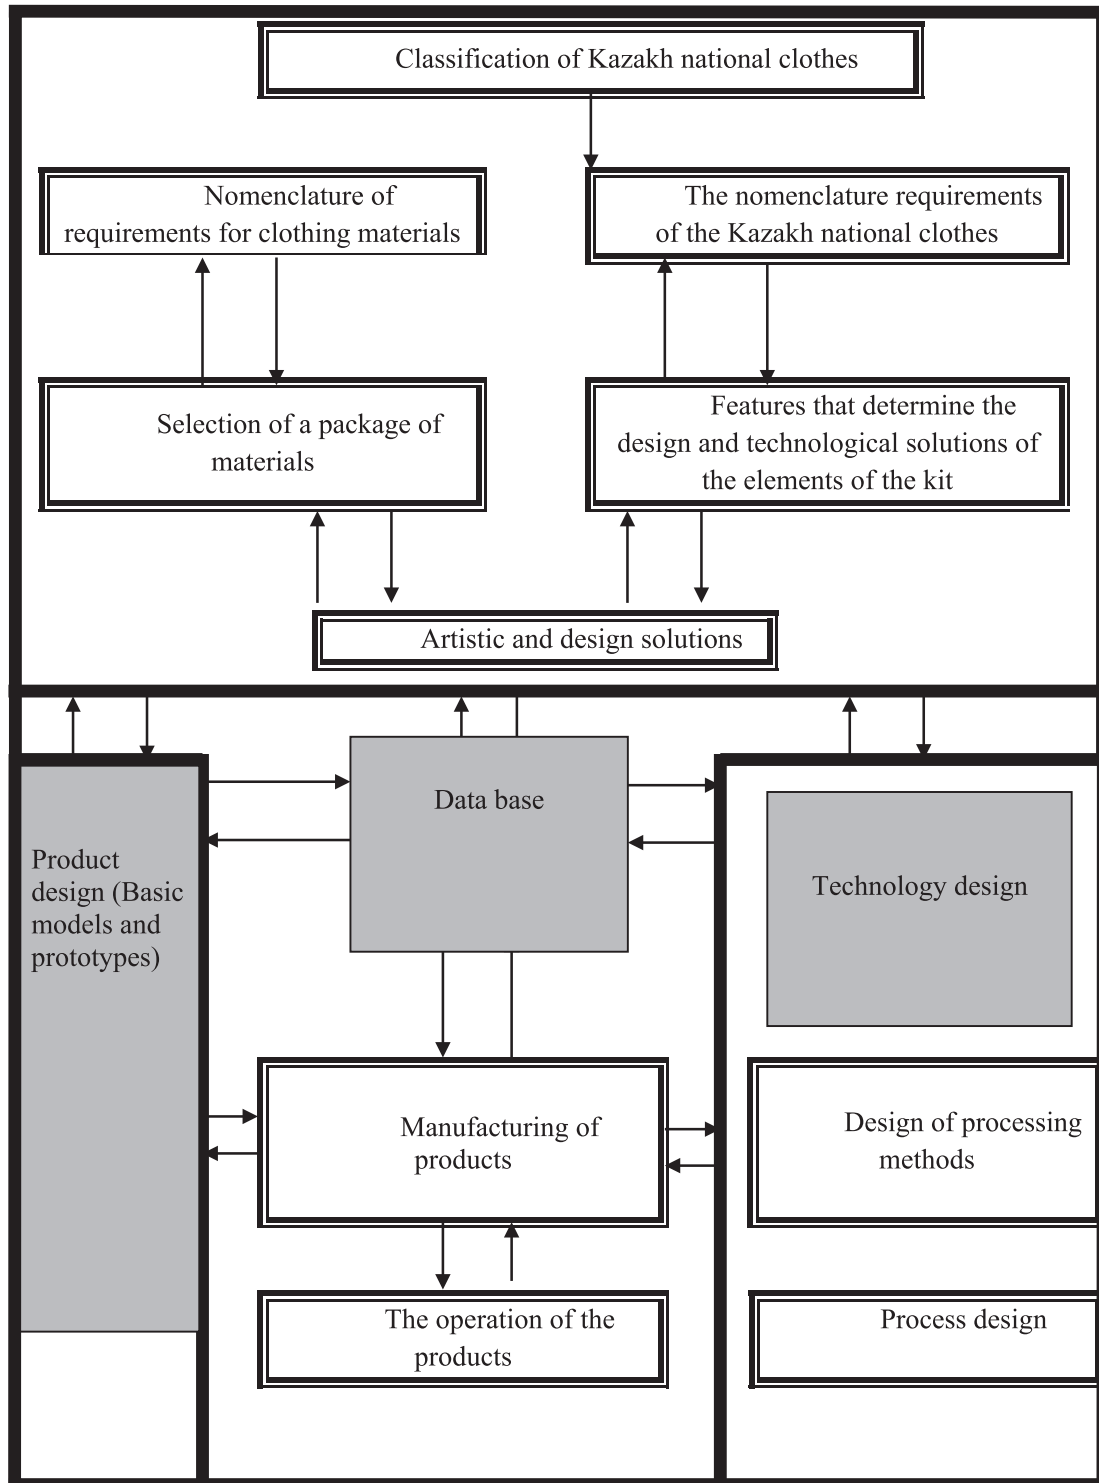 Classification of Kazakh national clothes
Nomenclature of
requirements for clothing materials
The nomenclature requirements
of the Kazakh national clothes
Selection of a package of
materials
Features that determine the
design and technological solutions of
the elements of the kit
Artistic and design solutions
Data base
Product
design (Basic
models and
prototypes)
Technology design
Manufacturing of
products
Design of processing
methods
The operation of the
products
Process design